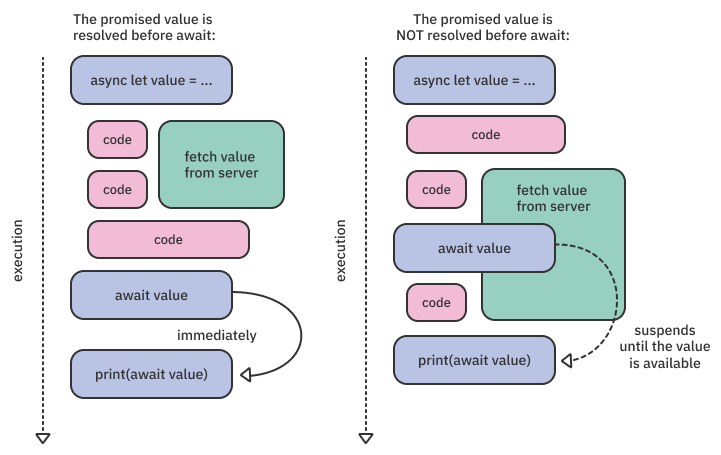 The promised value is
resolved before await:
async let value = ...
code
fetch value
from server
code
code
await value
immediately
print(await value)
execution
The promised value is
NOT resolved before await:
async let value = ...
code
code
fetch value
from server
await value
code
suspends
until the value
is available
print(await value)
execution